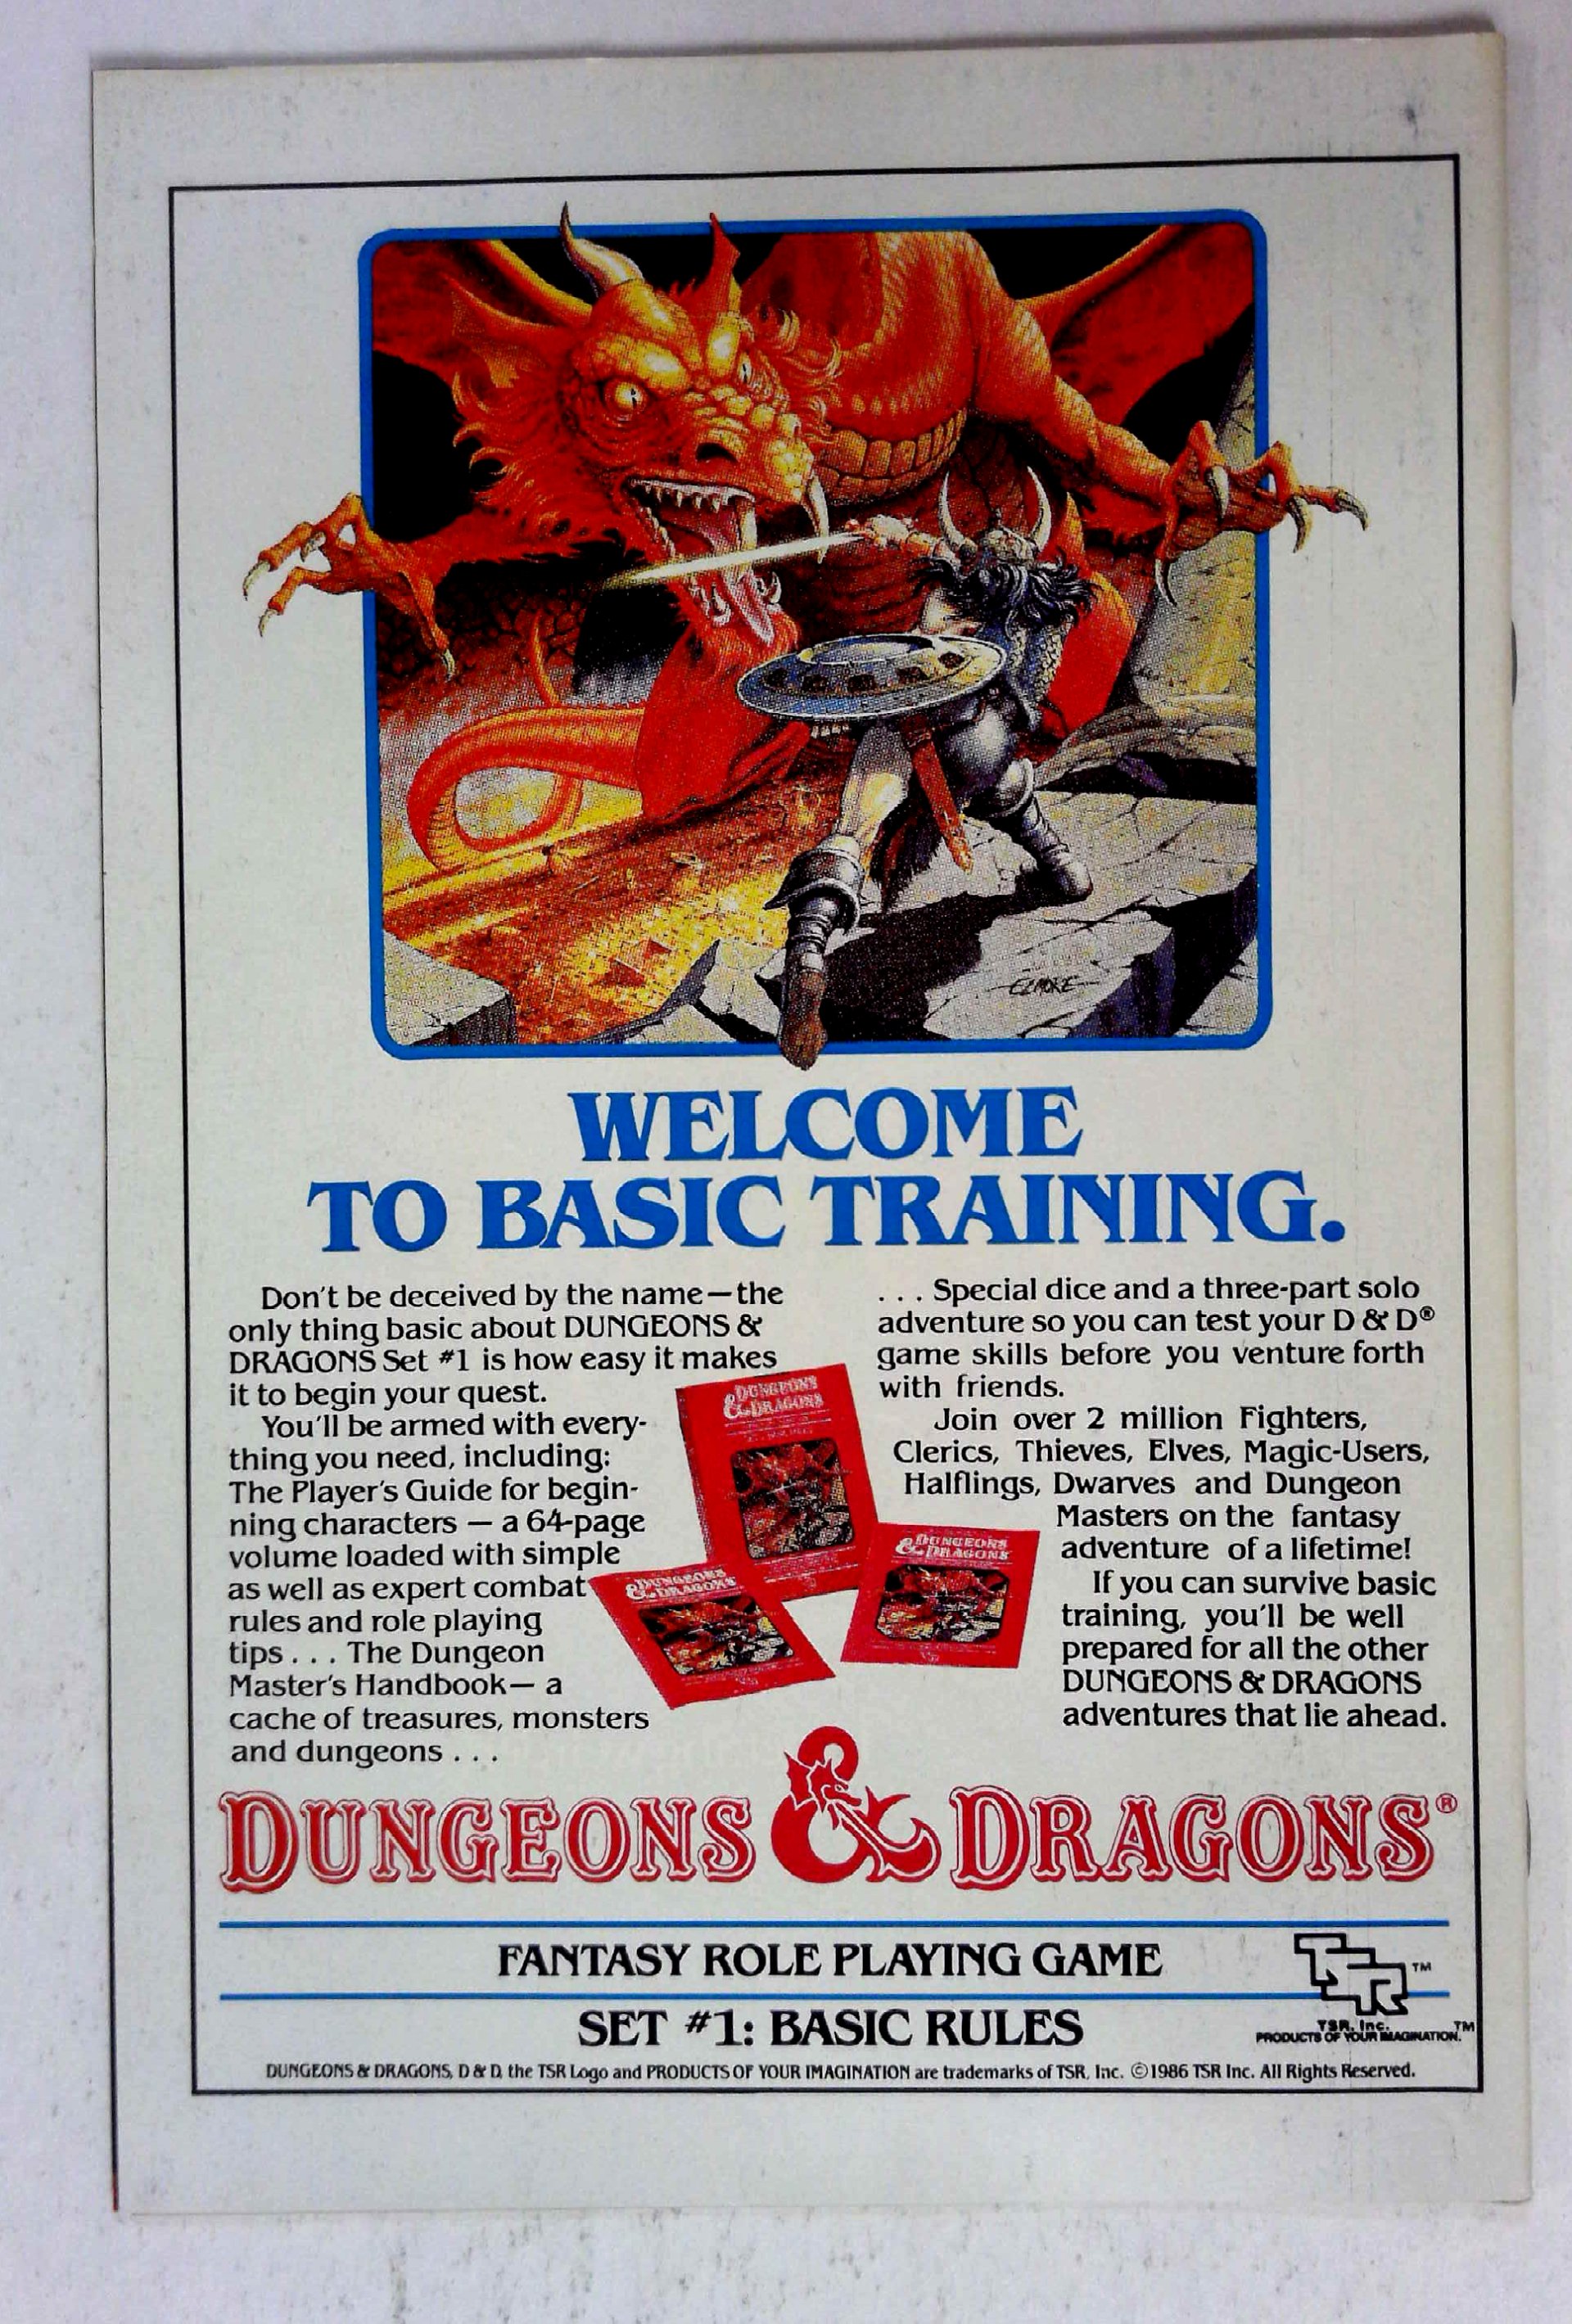 ELMORE
WELCOME
TO BASIC TRAINING.
Don't be deceived by the name—the
only thing basic about DUNGEONS &
DRAGONS Set #1 is how easy it makes
it to begin your quest.
You'll be armed with every-
thing you need, including:
The Player's Guide for begin-
ning characters — a 64-page
volume loaded with simple
as well as expert combat
rules and role playing
tips . . . The Dungeon
Master's Handbook— a
cache of treasures, monsters
and dungeons . . .
. . . Special dice and a three-part solo
adventure so you can test your D & D®
game skills before you venture forth
with friends.
Join over 2 million Fighters,
Clerics, Thieves, Elves, Magic-Users,
Halflings, Dwarves and Dungeon
Masters on the fantasy
adventure of a lifetime!
If you can survive basic
training, you'll be well
prepared for all the other
DUNGEONS & DRAGONS
adventures that lie ahead.
DUNGEONS
& DRAGONS
DUNGEONS
& DRAGONS
DUNGEONS
& DRAGONS
DUNGEONS & DRAGONS®
FANTASY ROLE PLAYING GAME
SET #1: BASIC RULES
TSR™
TSR, Inc.
PRODUCTS OF YOUR IMAGINATION.™
DUNGEONS & DRAGONS, D & D, the TSR Logo and PRODUCTS OF YOUR IMAGINATION are trademarks of TSR, Inc. ©1986 TSR Inc. All Rights Reserved.